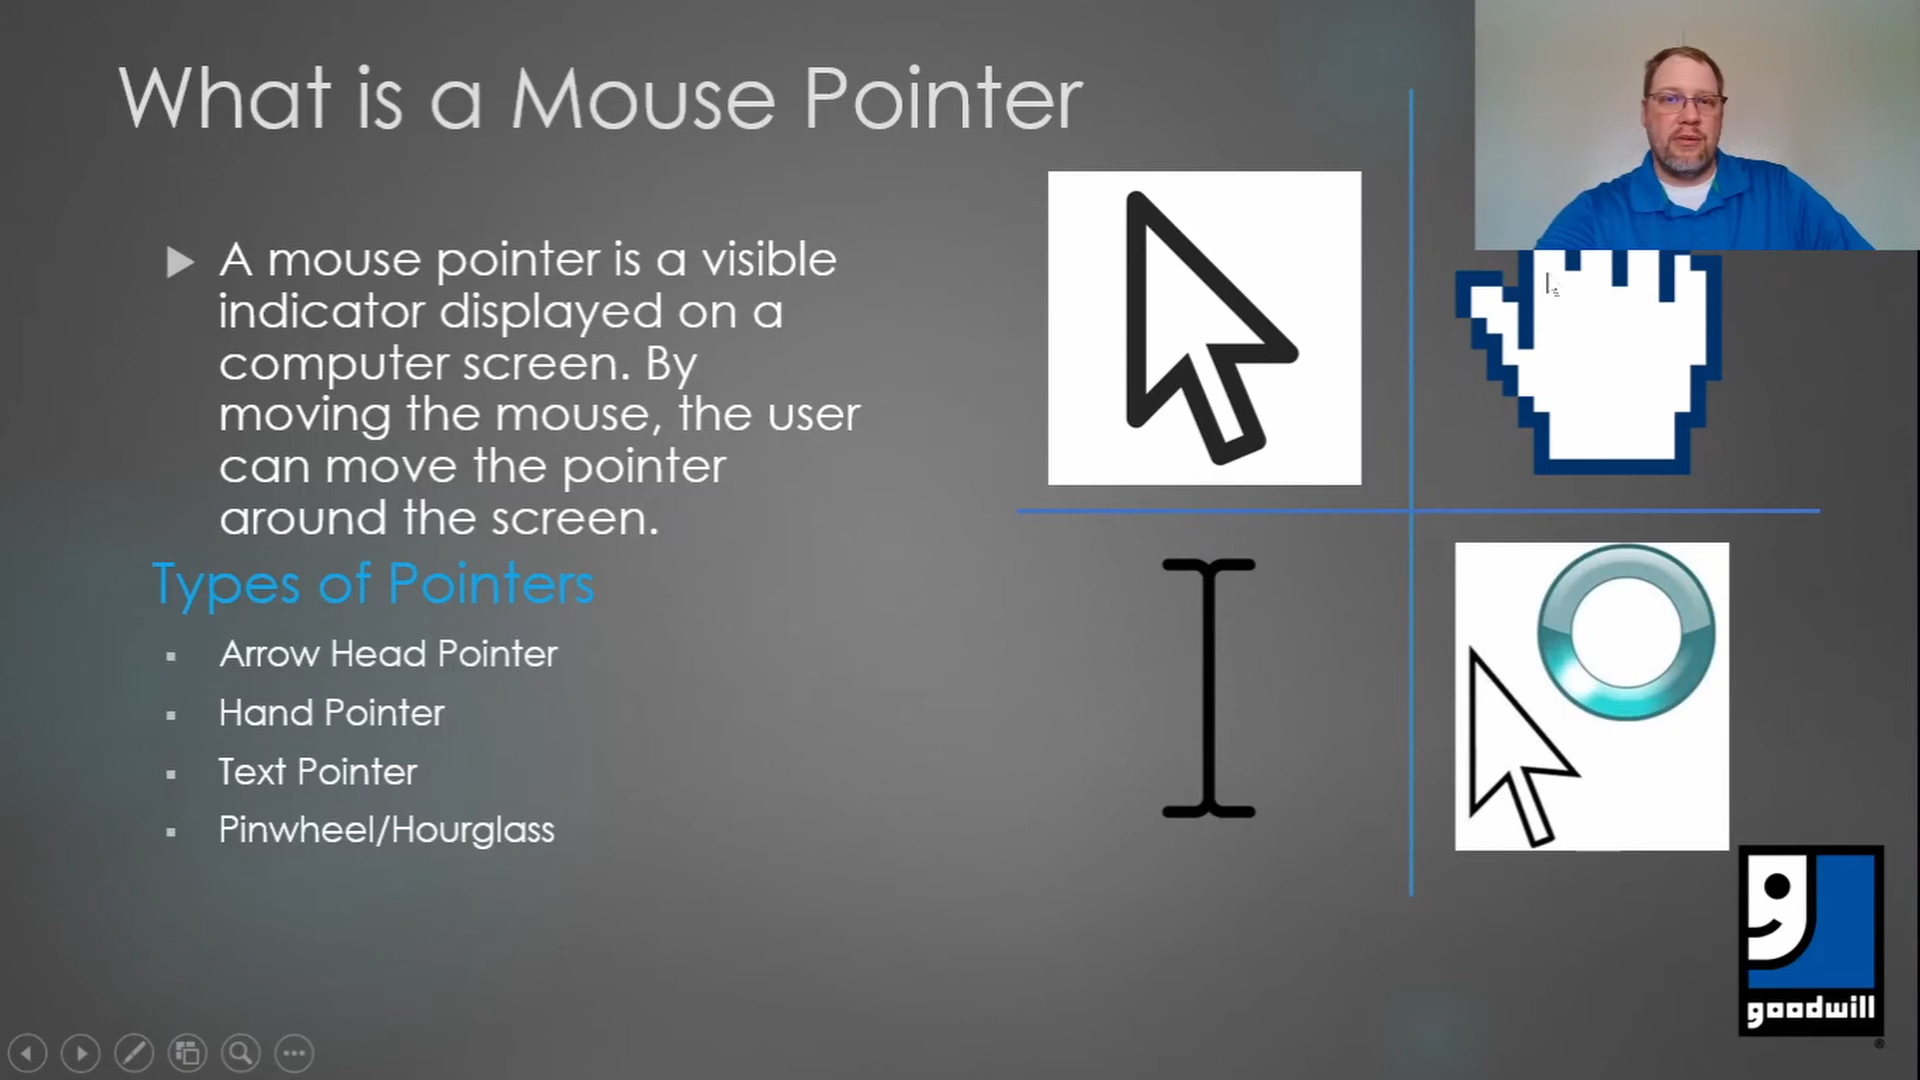 What is a Mouse Pointer
A mouse pointer is a visible
indicator displayed on a
computer screen. By
moving the mouse, the user
can move the pointer
around the screen.
Types of Pointers
Arrow Head Pointer
Hand Pointer
Text Pointer
Pinwheel/Hourglass
goodwill
®